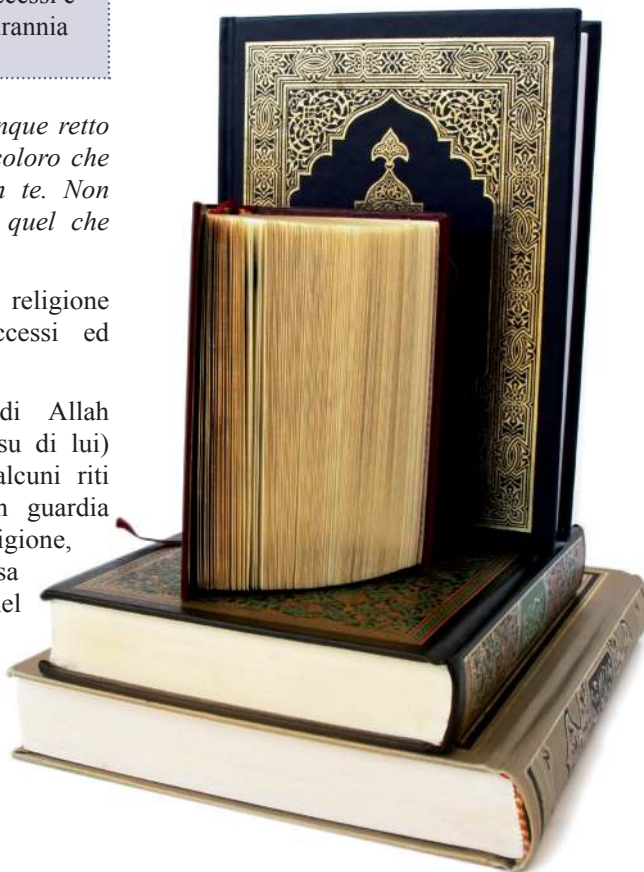 ccessi e
rannia
nque retto
coloro che
n te. Non
quel che
religione
ccessi ed
di Allah
su di lui)
alcuni riti
n guardia
igione,
sa
el